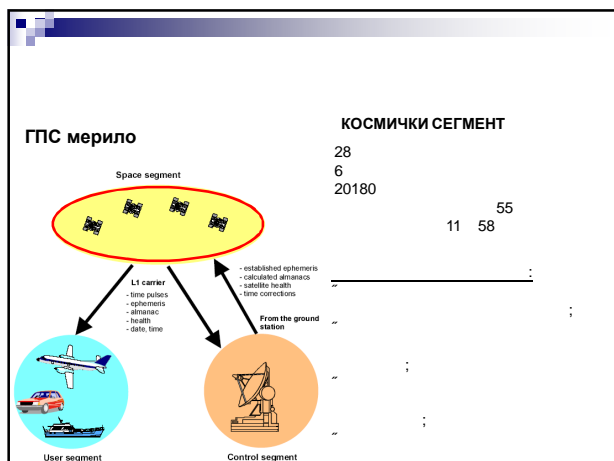 ГПС мерило
Space segment
L1 carrier
- time pulses
- ephemeris
- almanac
- health
- date, time
- established ephemeris
- calculated almanacs
- satellite health
- time corrections
From the ground
station
User segment
Control segment
КОСМИЧКИ СЕГМЕНТ
28
6
20180
55
11 58
:
˝
;
˝
;
˝
;
˝